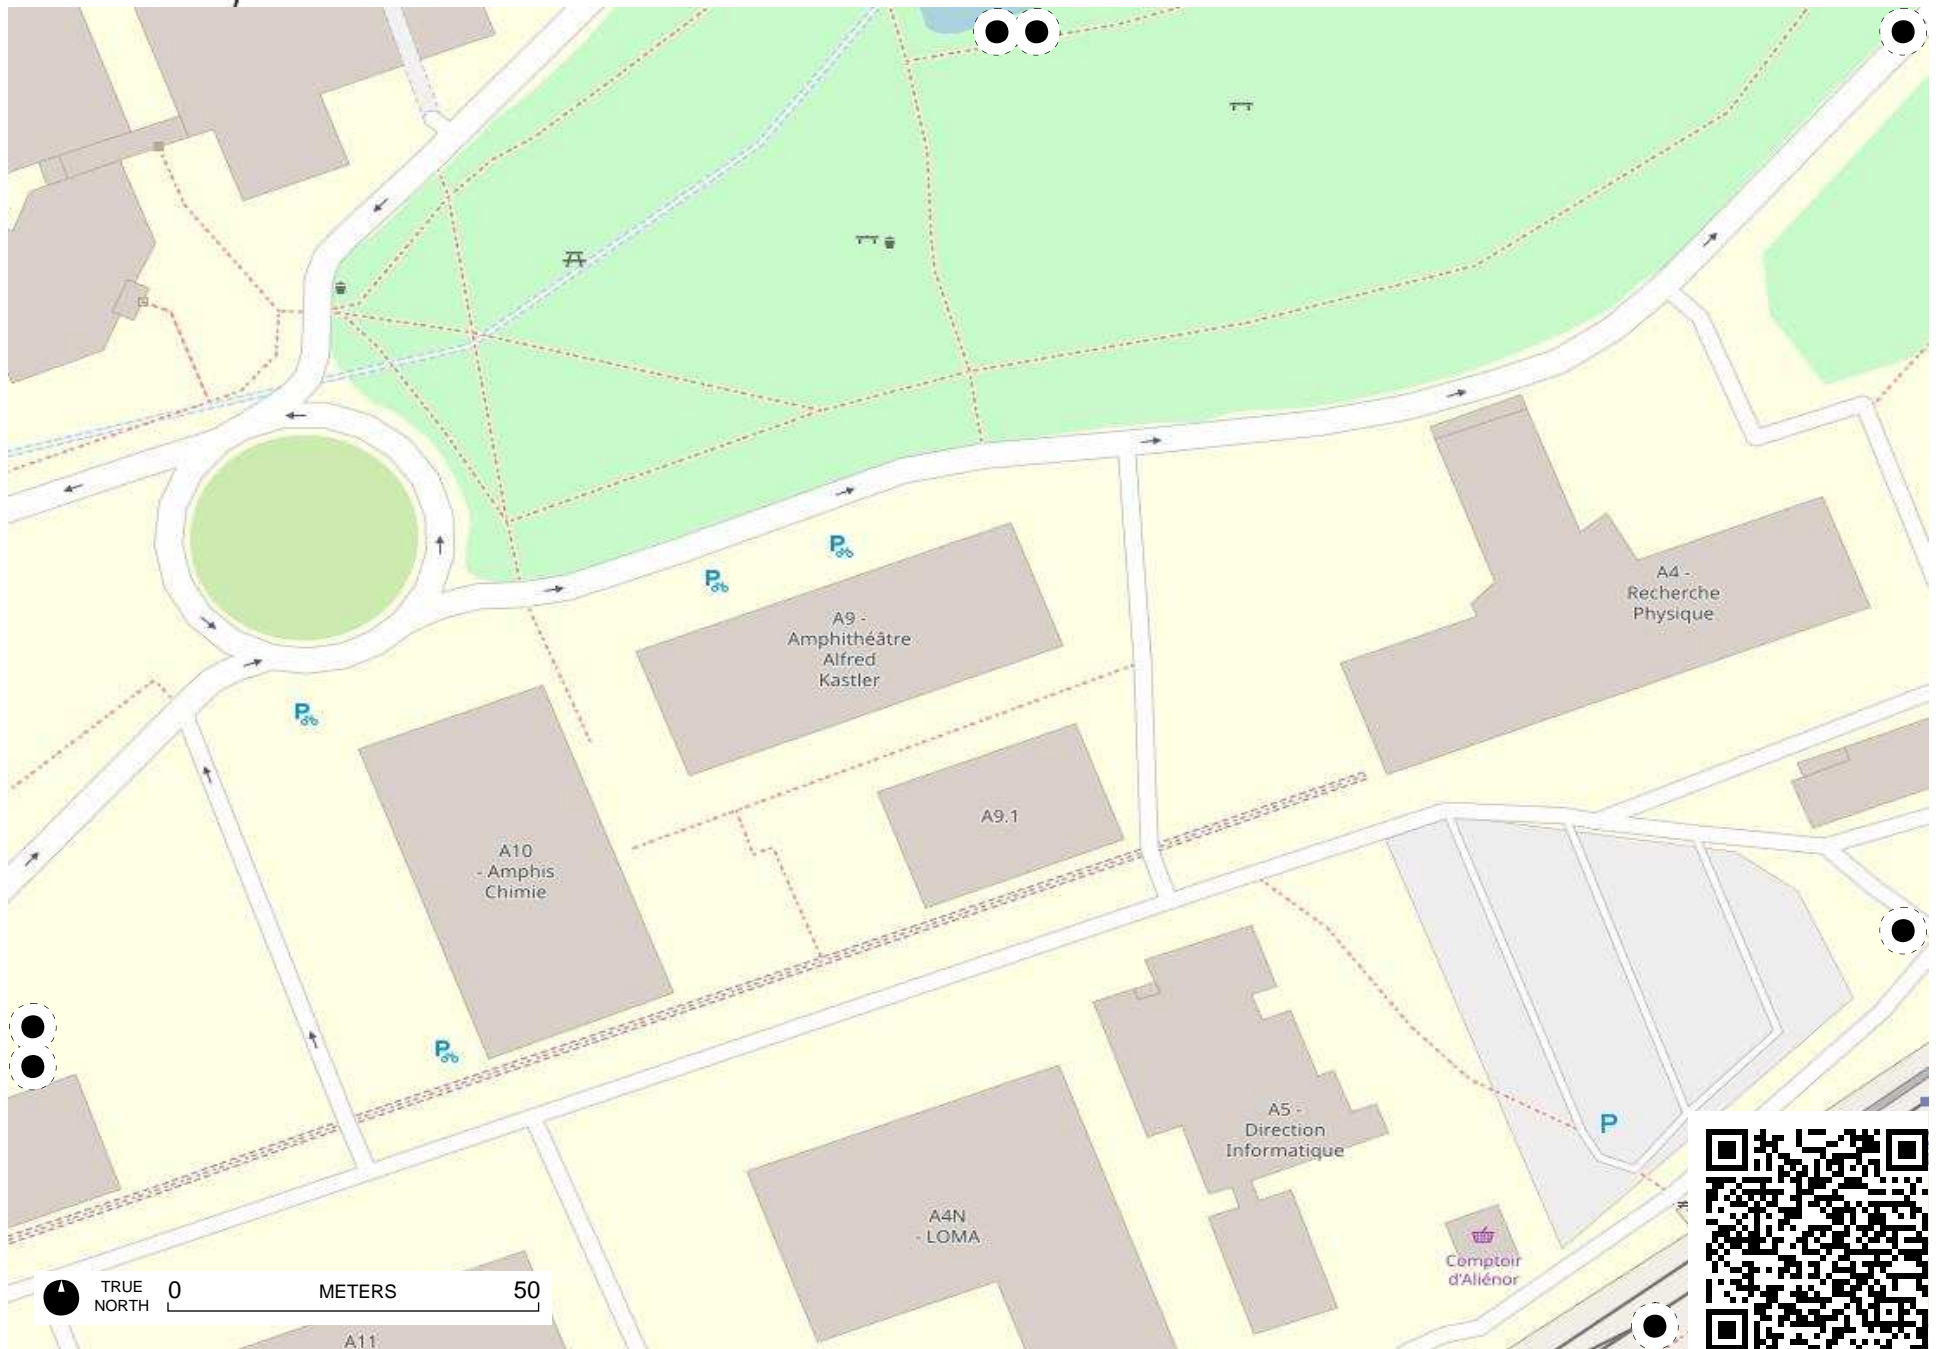 P
P
A4 -
Recherche
Physique
A9 -
Amphithéâtre
Alfred
Kastler
P
A9.1
A10
- Amphis
Chimie
P
A5 -
Direction
Informatique
P
A4N
- LOMA
Comptoir
d'Aliénor
TRUE
NORTH
0 METERS 50
A11